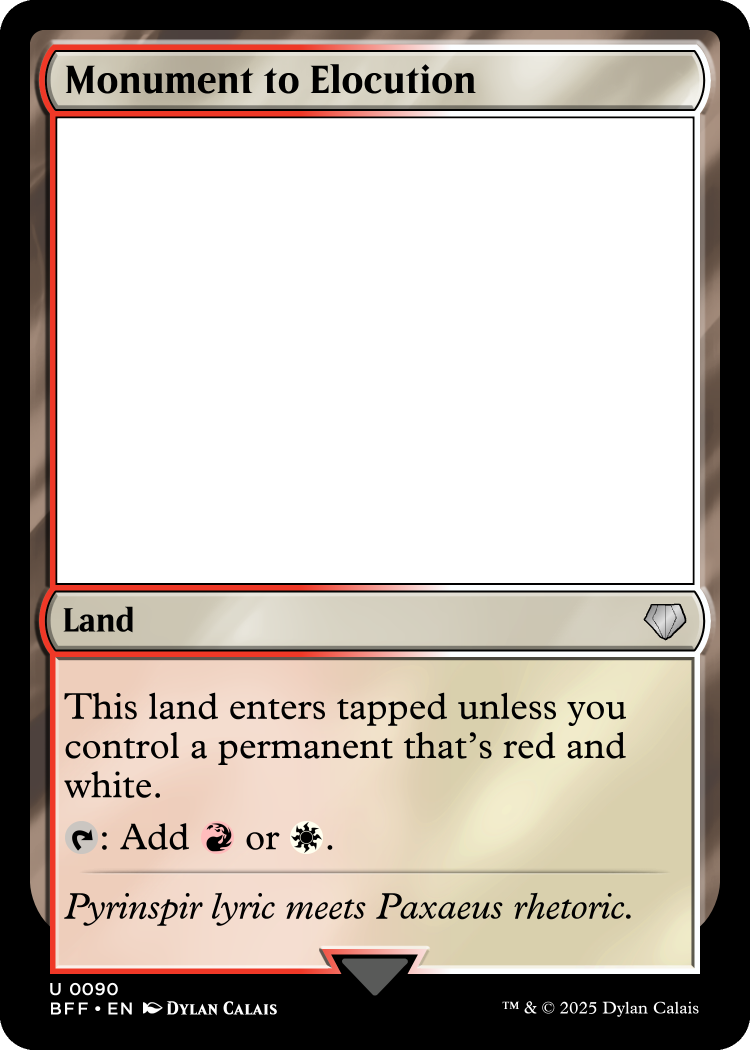 Monument to Elocution
Land
This land enters tapped unless you
control a permanent that's red and
white.
: Add or .
Pyrinspir lyric meets Paxaeus rhetoric.
U 0090
BFF • EN Dylan Calais
™ & © 2025 Dylan Calais